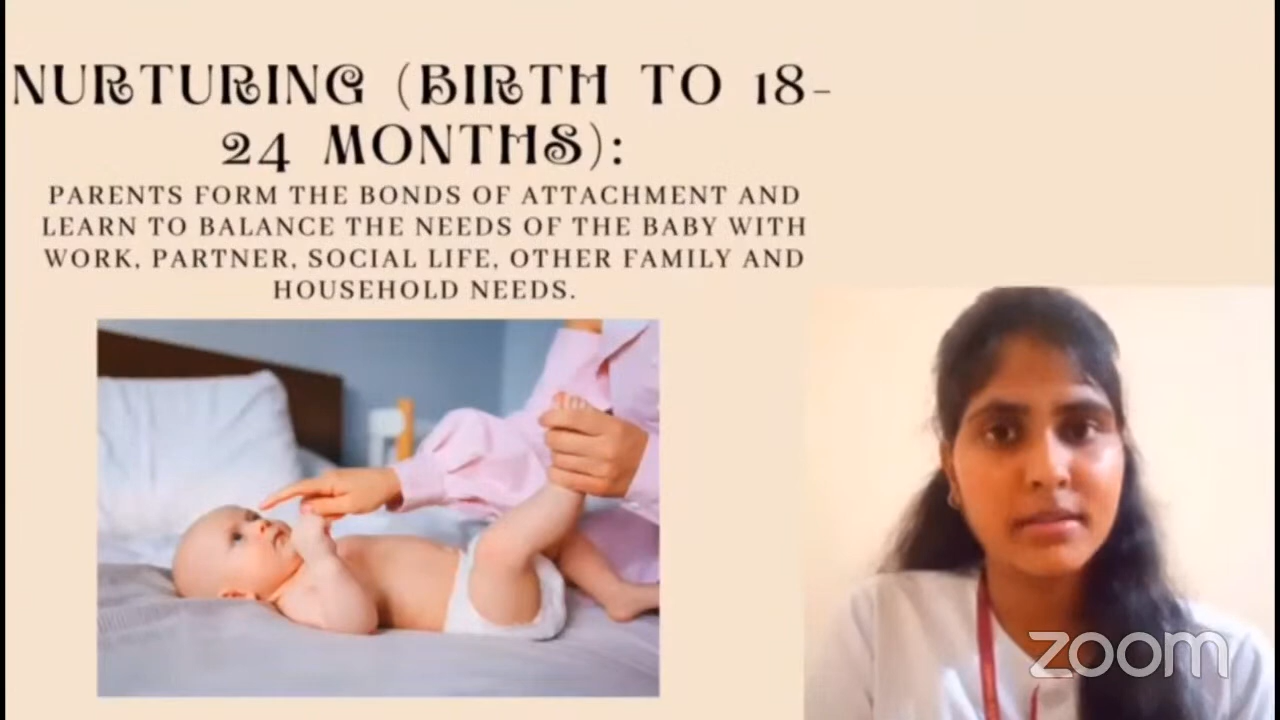 NURTURING (BIRTH TO 18-
24 MONTHS):
PARENTS FORM THE BONDS OF ATTACHMENT AND
LEARN TO BALANCE THE NEEDS OF THE BABY WITH
WORK, PARTNER, SOCIAL LIFE, OTHER FAMILY AND
HOUSEHOLD NEEDS.
zoom